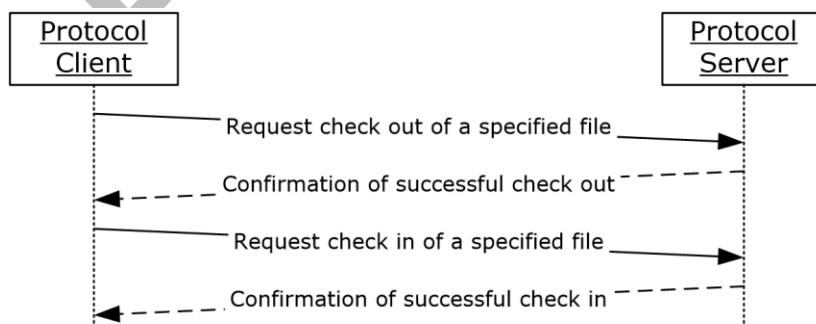 Protocol
Client
Protocol
Server
Request check out of a specified file
Confirmation of successful check out
Request check in of a specified file
Confirmation of successful check in